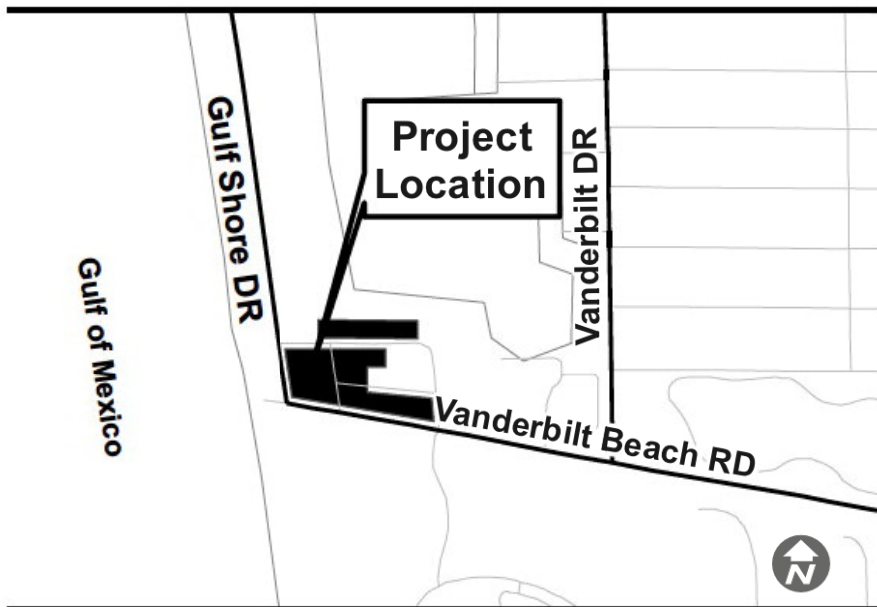 Project
Location
Gulf Shore DR
Vanderbilt DR
Gulf of Mexico
Vanderbilt Beach RD
N